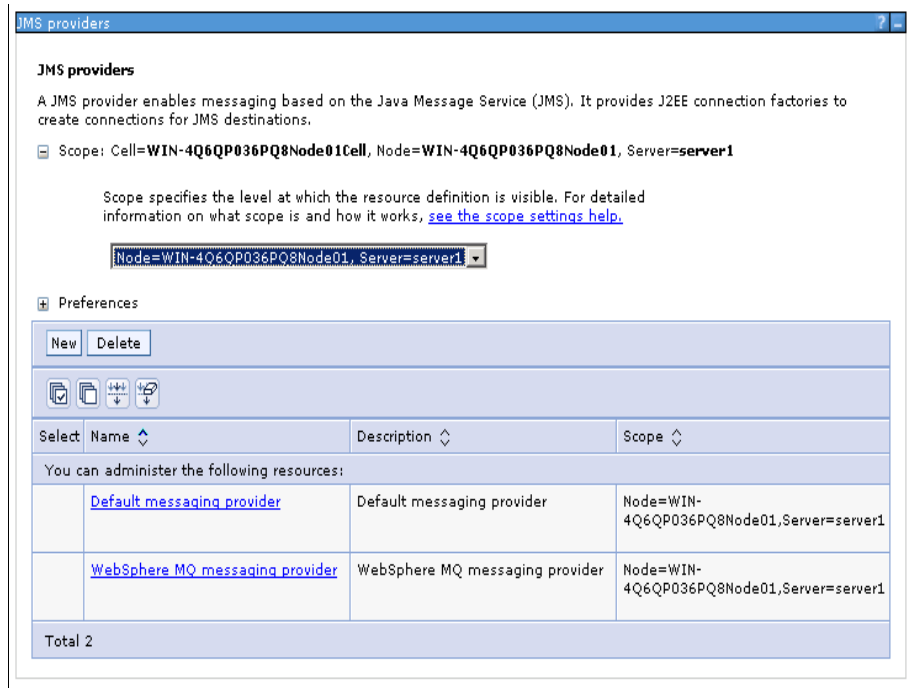 JMS providers
? _
JMS providers
A JMS provider enables messaging based on the Java Message Service (JMS). It provides J2EE connection factories to
create connections for JMS destinations.
Scope: Cell=WIN-4Q6QP036PQ8Node01Cell, Node=WIN-4Q6QP036PQ8Node01, Server=server1
Scope specifies the level at which the resource definition is visible. For detailed
information on what scope is and how it works, see the scope settings help.
Node=WIN-4Q6QP036PQ8Node01, Server=server1
Preferences
New Delete
Select Name Description Scope
You can administer the following resources:
Default messaging provider Default messaging provider Node=WIN-
4Q6QP036PQ8Node01,Server=server1
WebSphere MQ messaging provider WebSphere MQ messaging provider Node=WIN-
4Q6QP036PQ8Node01,Server=server1
Total 2